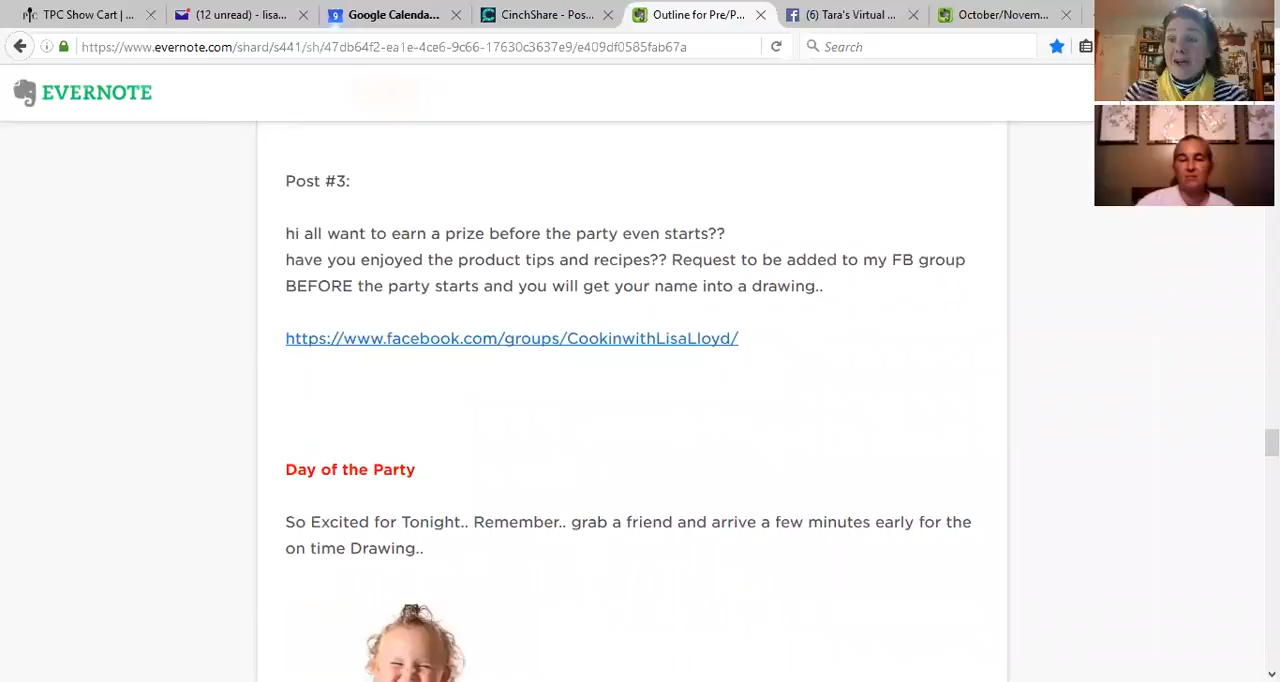 TPC Show Cart |...
(12 unread) - lisa...
Google Calenda...
CinchShare - Pos...
Outline for Pre/P...
(6) Tara's Virtual ...
October/Novem...
https://www.evernote.com/shard/s441/sh/47db64f2-ea1e-4ce6-9c66-17630c3637e9/e409df0585fab67a
Search
EVERNOTE
Post #3:
hi all want to earn a prize before the party even starts??
have you enjoyed the product tips and recipes?? Request to be added to my FB group
BEFORE the party starts and you will get your name into a drawing..
https://www.facebook.com/groups/CookinwithLisaLloyd/
Day of the Party
So Excited for Tonight.. Remember.. grab a friend and arrive a few minutes early for the
on time Drawing..